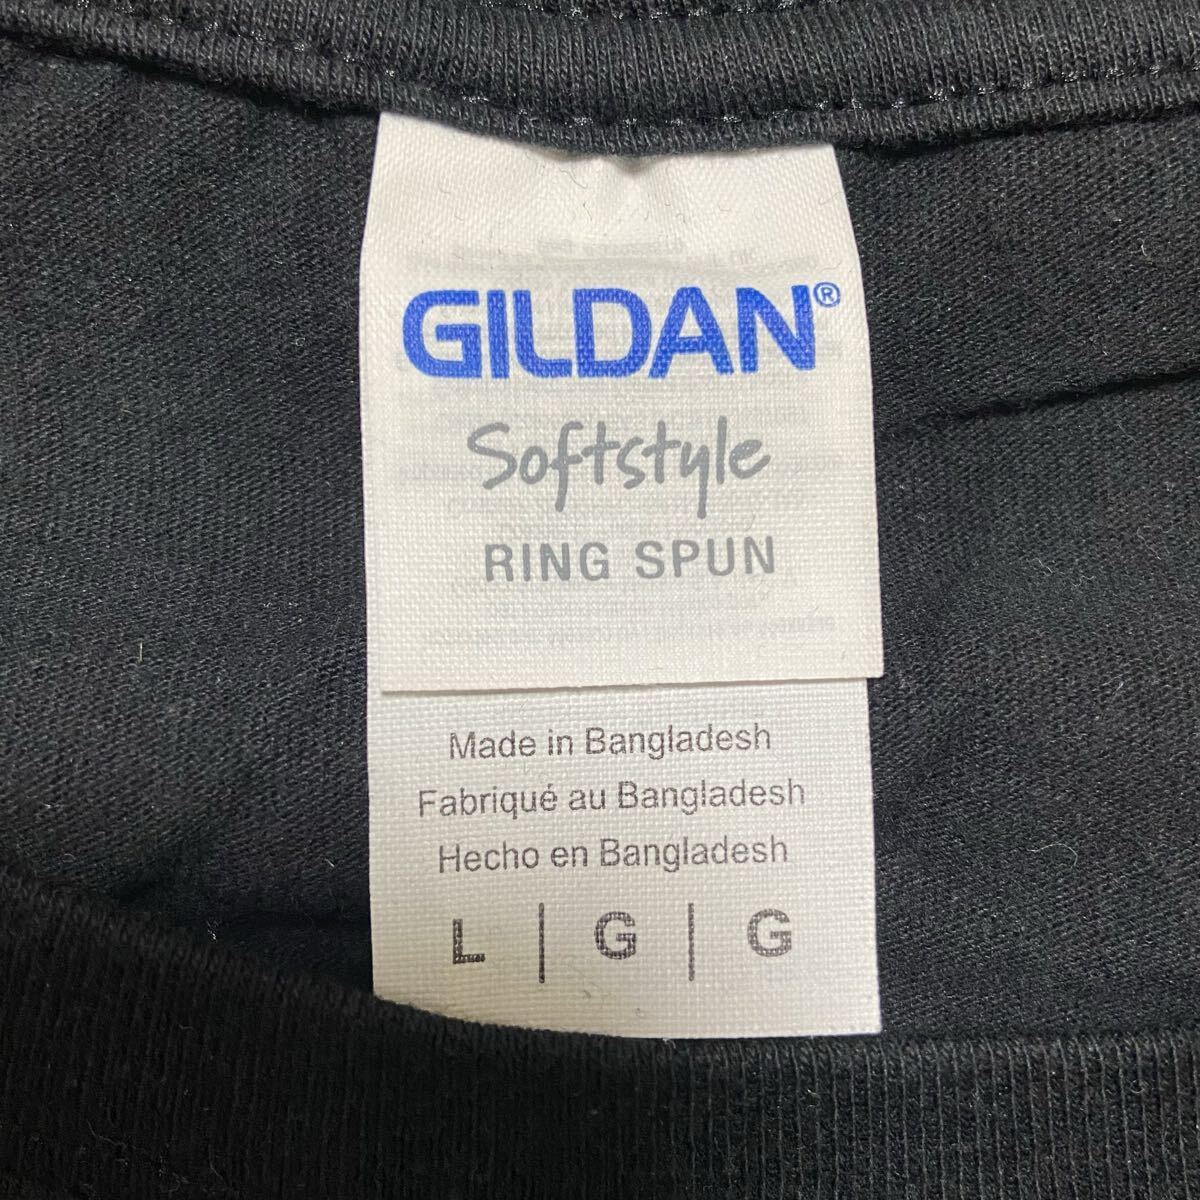 GILDAN®
Softstyle
RING SPUN
Made in Bangladesh
Fabriqué au Bangladesh
Hecho en Bangladesh
L | G | G